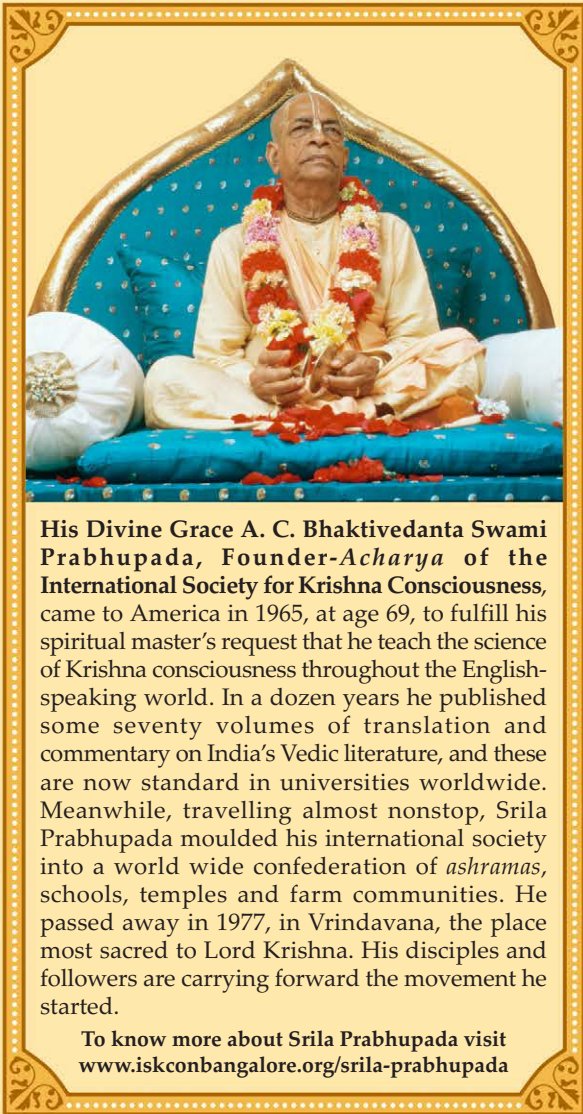 His Divine Grace A. C. Bhaktivedanta Swami
Prabhupada, Founder-Acharya of the
International Society for Krishna Consciousness,
came to America in 1965, at age 69, to fulfill his
spiritual master's request that he teach the science
of Krishna consciousness throughout the English-
speaking world. In a dozen years he published
some seventy volumes of translation and
commentary on India's Vedic literature, and these
are now standard in universities worldwide.
Meanwhile, travelling almost nonstop, Srila
Prabhupada moulded his international society
into a world wide confederation of ashramas,
schools, temples and farm communities. He
passed away in 1977, in Vrindavana, the place
most sacred to Lord Krishna. His disciples and
followers are carrying forward the movement he
started.
To know more about Srila Prabhupada visit
www.iskconbangalore.org/srila-prabhupada